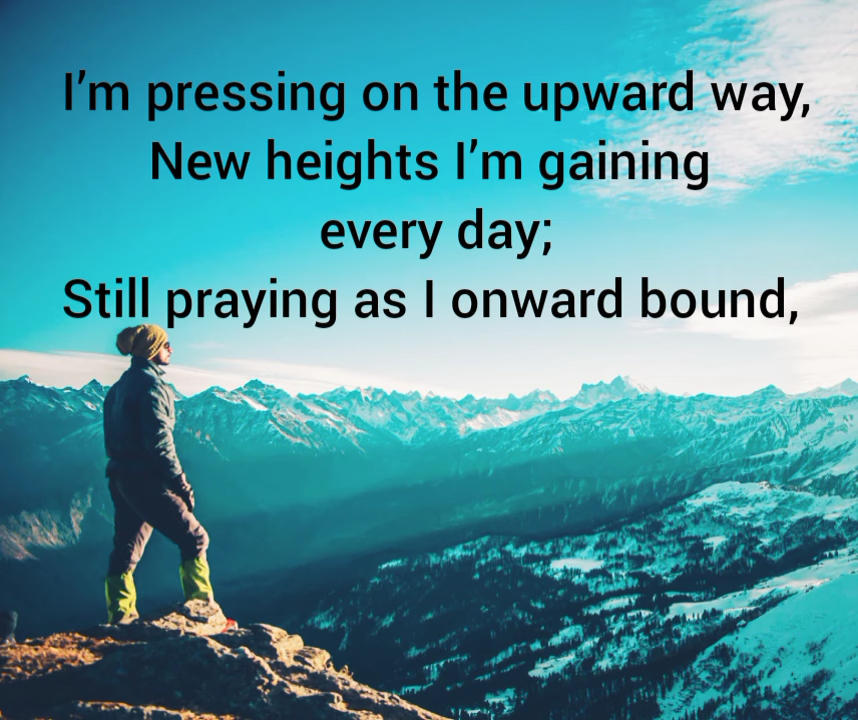 I’m pressing on the upward way,
New heights I’m gaining
every day;
Still praying as I onward bound,